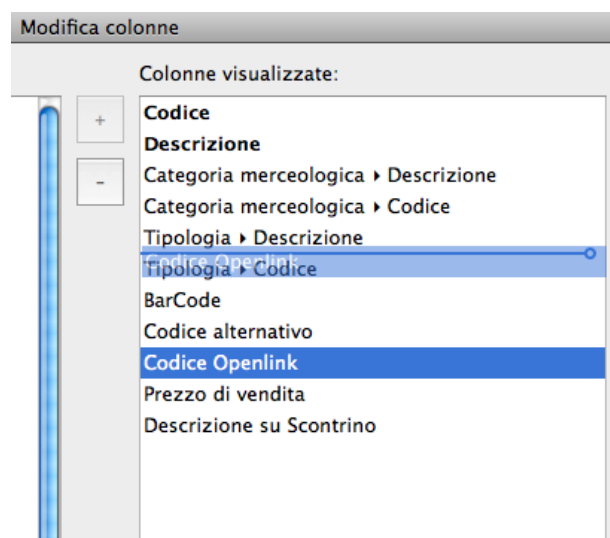 Modifica colonne
Colonne visualizzate:
+
-
Codice
Descrizione
Categoria merceologica ▸ Descrizione
Categoria merceologica ▸ Codice
Tipologia ▸ Descrizione
Codice Openlink
Tipologia ▸ Codice
BarCode
Codice alternativo
Codice Openlink
Prezzo di vendita
Descrizione su Scontrino